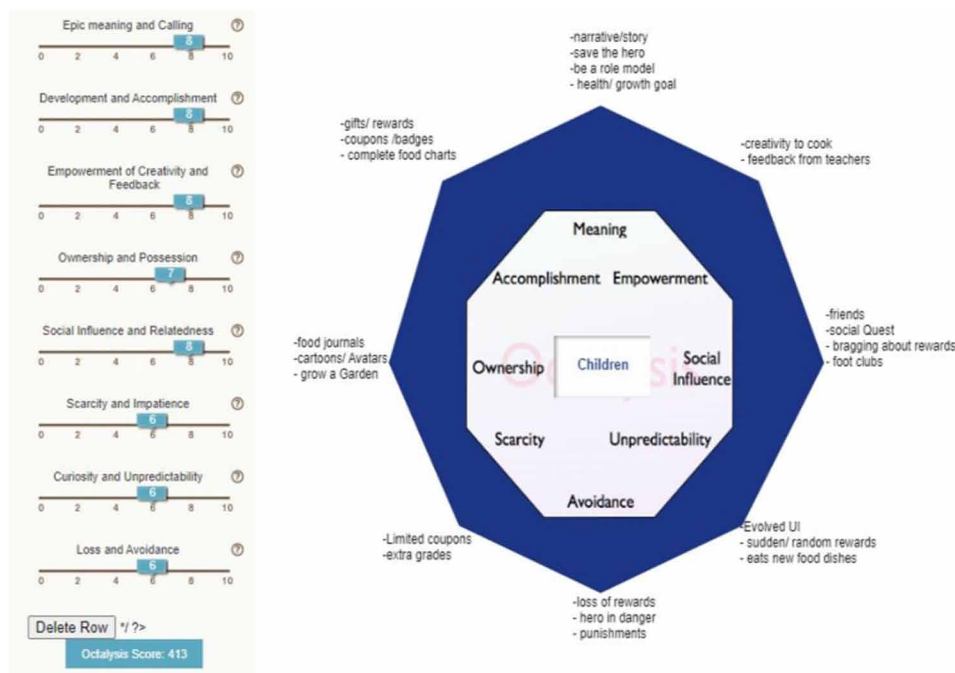 Epic meaning and Calling
?
8
0 2 4 6 8 10
Development and Accomplishment
?
8
0 2 4 6 8 10
Empowerment of Creativity and
Feedback
?
8
0 2 4 6 8 10
Ownership and Possession
?
7
0 2 4 6 8 10
Social Influence and Relatedness
?
8
0 2 4 6 8 10
Scarcity and Impatience
?
6
0 2 4 6 8 10
Curiosity and Unpredictability
?
6
0 2 4 6 8 10
Loss and Avoidance
?
6
0 2 4 6 8 10
Delete Row */ ?>
Octalysis Score: 413
-narrative/story
-save the hero
-be a role model
- health/ growth goal
-gifts/ rewards
-coupons /badges
- complete food charts
-creativity to cook
- feedback from teachers
Meaning
Accomplishment
Empowerment
-food journals
-cartoons/ Avatars
- grow a Garden
Ownership
Octalysis
Children
Social
Influence
-friends
-social Quest
- bragging about rewards
- foot clubs
Scarcity
Unpredictability
Avoidance
-Limited coupons
-extra grades
-Evolved UI
- sudden/ random rewards
- eats new food dishes
-loss of rewards
- hero in danger
- punishments